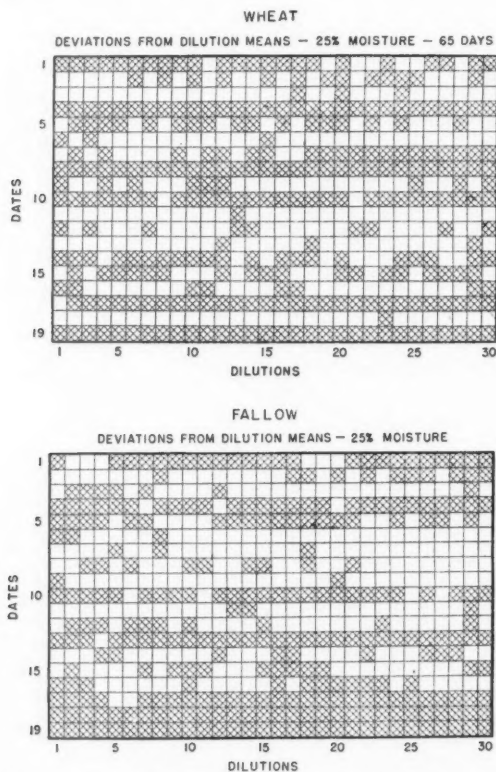 WHEAT
DEVIATIONS FROM DILUTION MEANS — 25% MOISTURE — 65 DAYS
1
5
10
15
19
DATES
1 5 10 15 20 25 30
DILUTIONS
FALLOW
DEVIATIONS FROM DILUTION MEANS — 25% MOISTURE
1
5
10
15
19
DATES
1 5 10 15 20 25 30
DILUTIONS